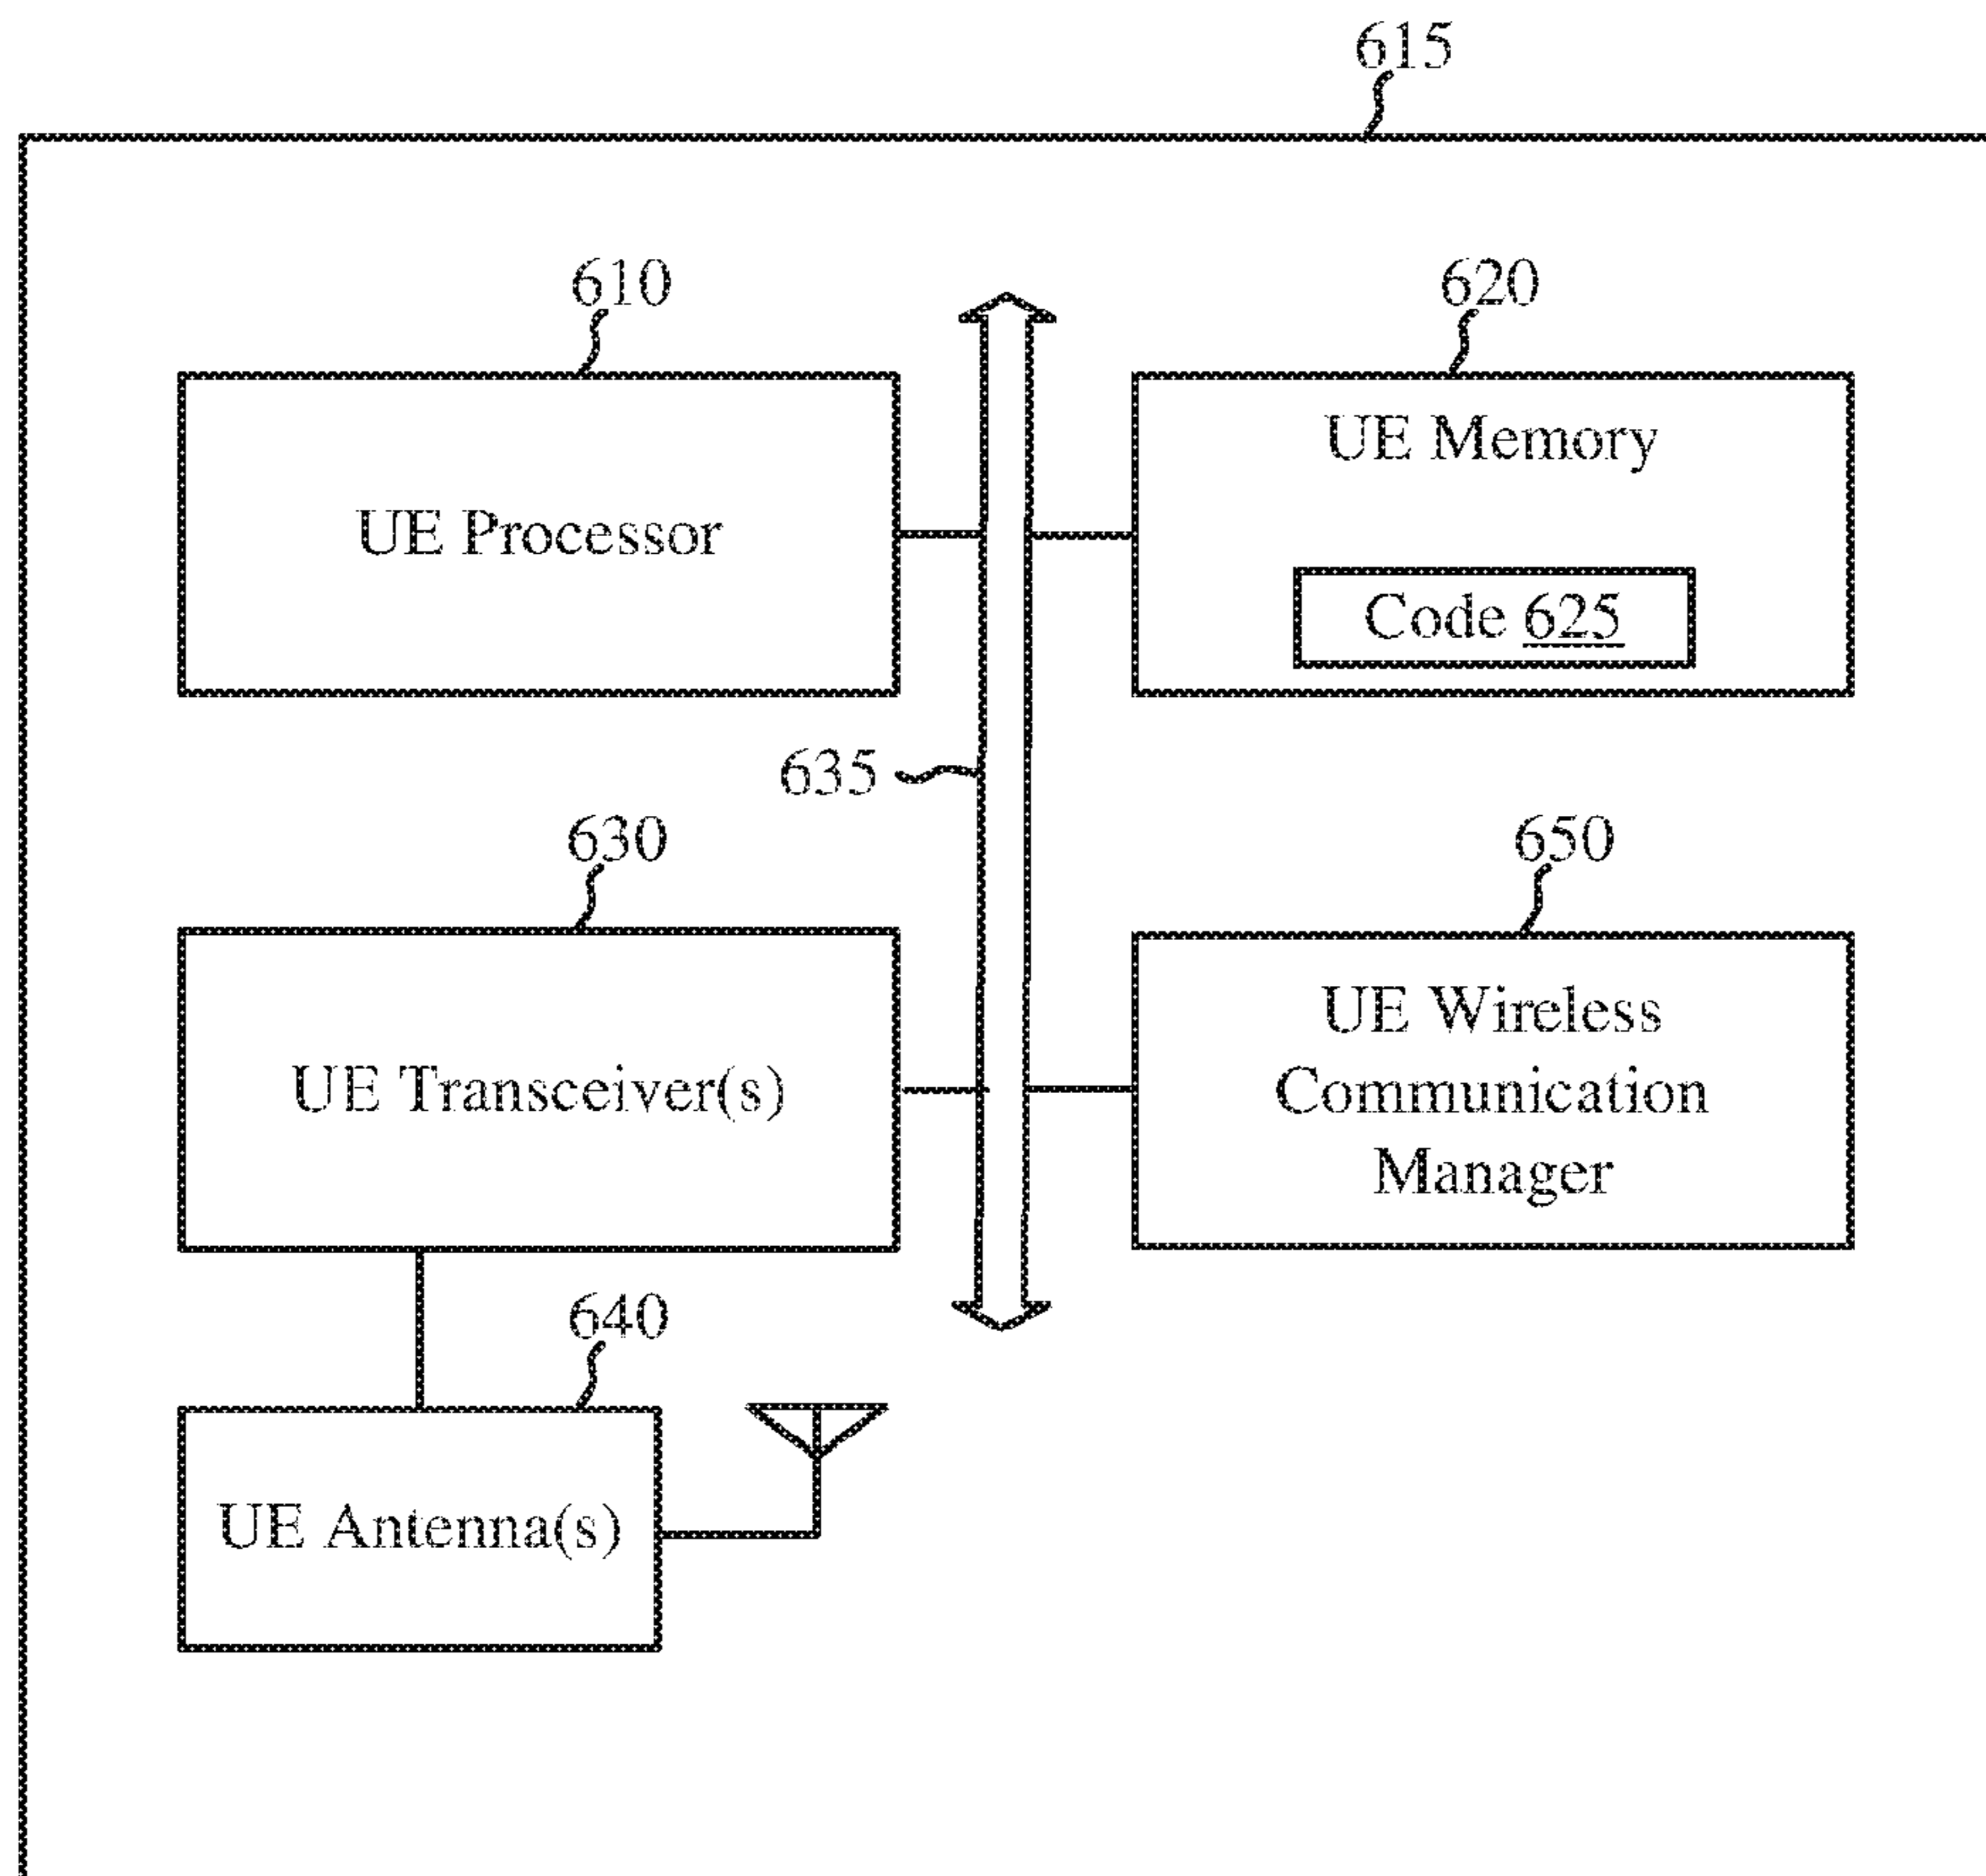 615
610
620
UE Processor
UE Memory
Code 625
635
630
650
UE Transceiver(s)
UE Wireless
Communication
Manager
640
UE Antenna(s)